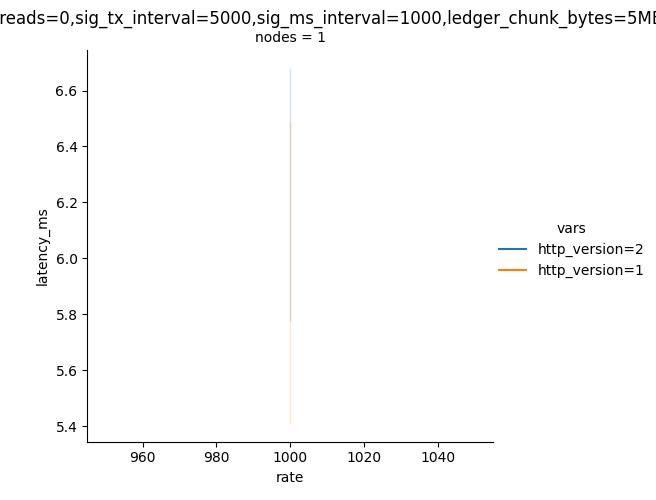 reads=0,sig_tx_interval=5000,sig_ms_interval=1000,ledger_chunk_bytes=5M
nodes = 1
6.6
6.4
6.2
6.0
5.8
5.6
5.4
latency_ms
960
980
1000
1020
1040
rate
vars
http_version=2
http_version=1